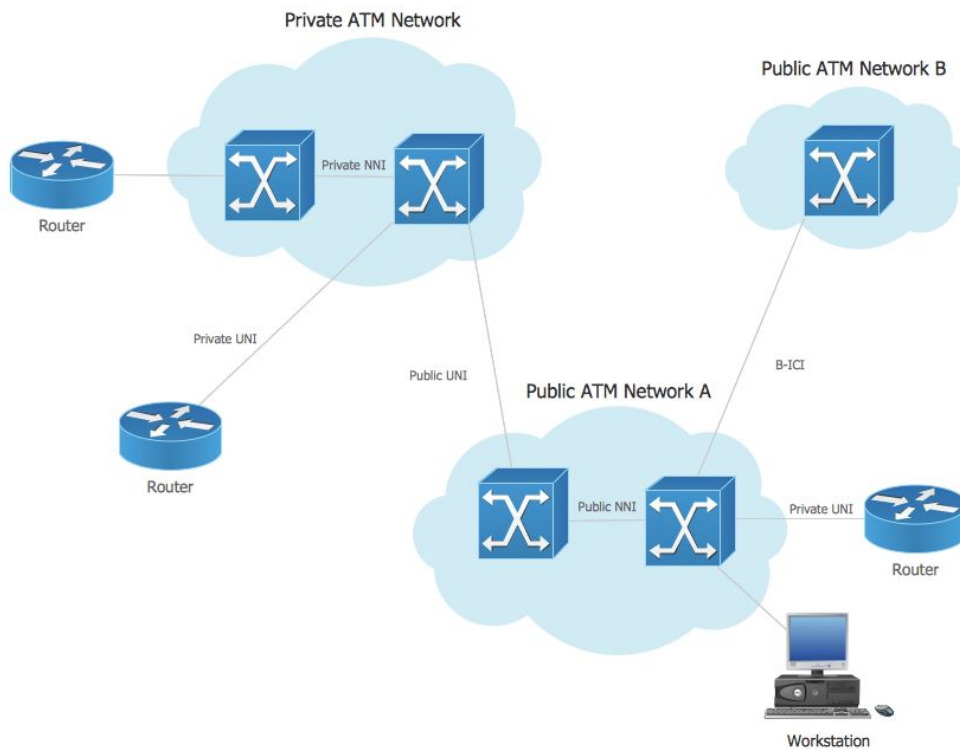 Private ATM Network
Public ATM Network B
Private NNI
Router
Private UNI
Public UNI
B-ICI
Public ATM Network A
Router
Public NNI
Private UNI
Router
Workstation